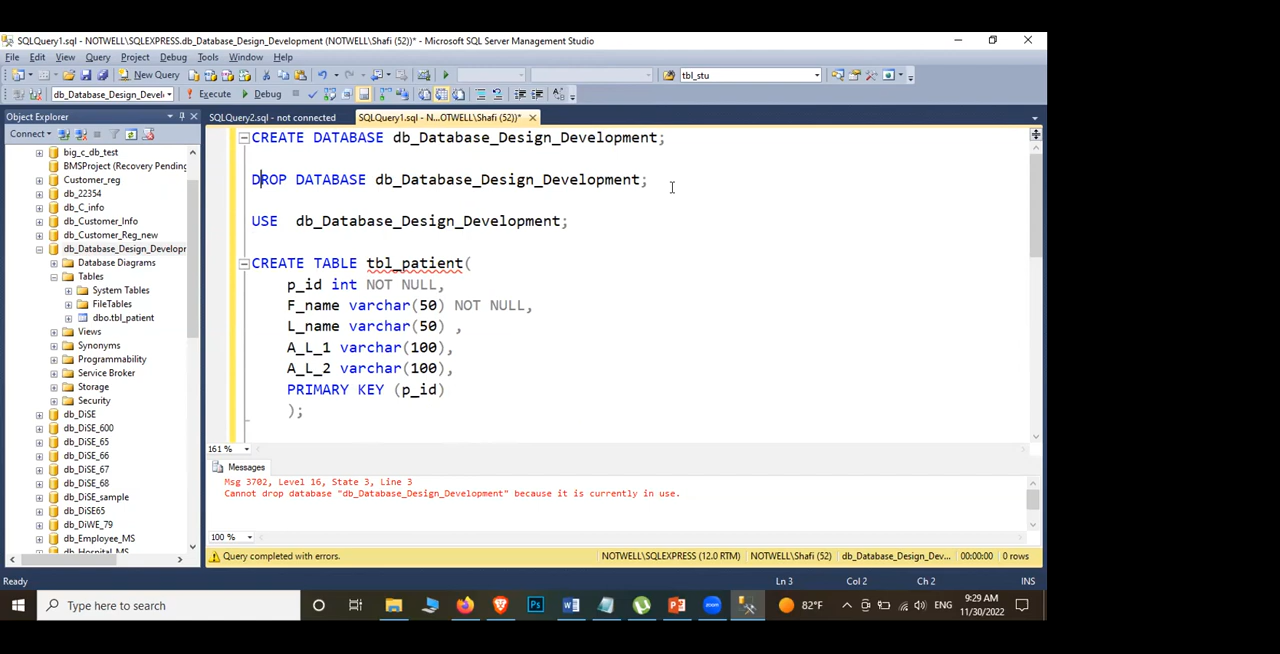 SQLQuery1.sql - NOTWELL\SQLEXPRESS.db_Database_Design_Development (NOTWELL\Shafi (52))* - Microsoft SQL Server Management Studio
File Edit View Query Project Debug Tools Window Help
New Query tbl_stu
db_Database_Design_Devel Execute Debug
Object Explorer
Connect
big_c_db_test
BMSProject (Recovery Pending
Customer_reg
db_22354
db_C_info
db_Customer_Info
db_Customer_Reg_new
db_Database_Design_Developr
Database Diagrams
Tables
System Tables
FileTables
dbo.tbl_patient
Views
Synonyms
Programmability
Service Broker
Storage
Security
db_DiSE
db_DiSE_600
db_DiSE_65
db_DiSE_66
db_DiSE_67
db_DiSE_68
db_DiSE_sample
db_DiSE65
db_DiWE_79
db_Employee_MS
db_Hospital_MS
SQLQuery2.sql - not connected SQLQuery1.sql - N...OTWELL\Shafi (52))*
CREATE DATABASE db_Database_Design_Development;
DROP DATABASE db_Database_Design_Development;
USE db_Database_Design_Development;
CREATE TABLE tbl_patient(
p_id int NOT NULL,
F_name varchar(50) NOT NULL,
L_name varchar(50) ,
A_L_1 varchar(100),
A_L_2 varchar(100),
PRIMARY KEY (p_id)
);
161 %
Messages
Msg 3702, Level 16, State 3, Line 3
Cannot drop database "db_Database_Design_Development" because it is currently in use.
100 %
Query completed with errors. NOTWELL\SQLEXPRESS (12.0 RTM) NOTWELL\Shafi (52) db_Database_Design_Dev... 00:00:00 0 rows
Ready Ln 3 Col 2 Ch 2 INS
Type here to search Ps 82°F ENG 9:29 AM
11/30/2022